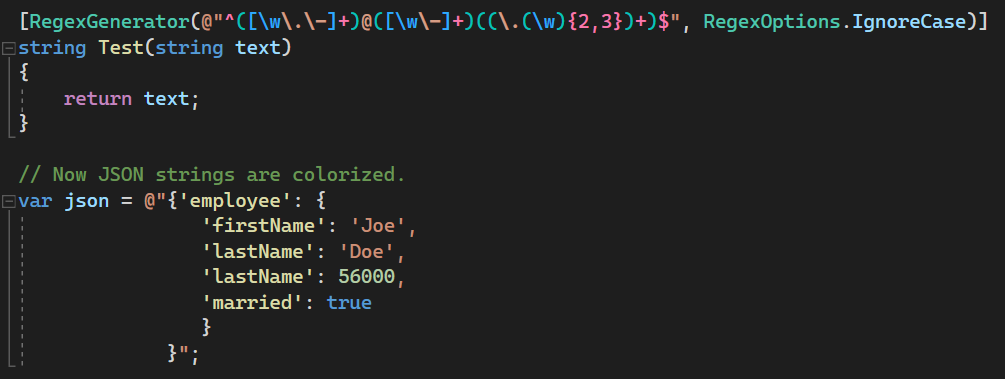 [RegexGenerator(@"^([\w\.\-]+)@([\w\-]+)((\.(\w){2,3})+)$", RegexOptions.IgnoreCase)]
string Test(string text)
{
    return text;
}
// Now JSON strings are colorized.
var json = @"{'employee': {
                'firstName': 'Joe',
                'lastName': 'Doe',
                'lastName': 56000,
                'married': true
                }
             }";